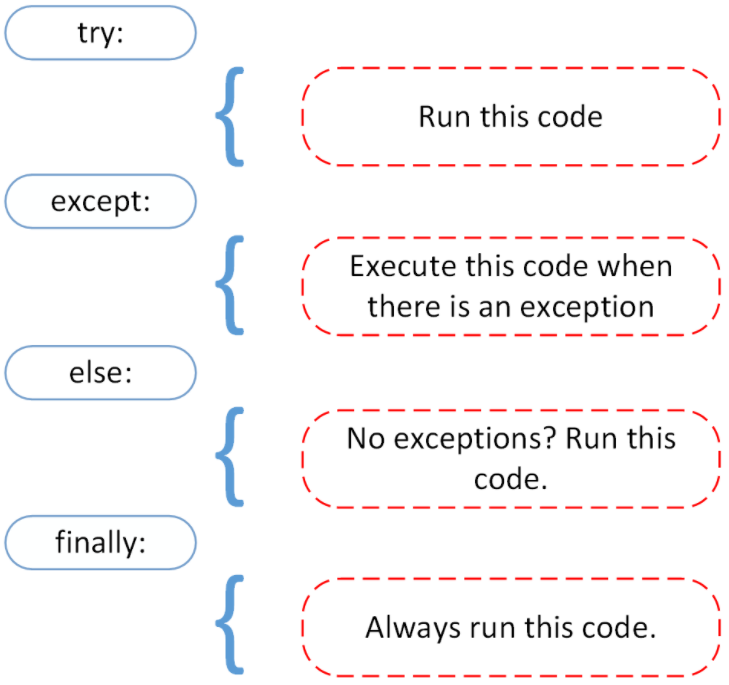 try:
Run this code
except:
Execute this code when
there is an exception
else:
No exceptions? Run this
code.
finally:
Always run this code.